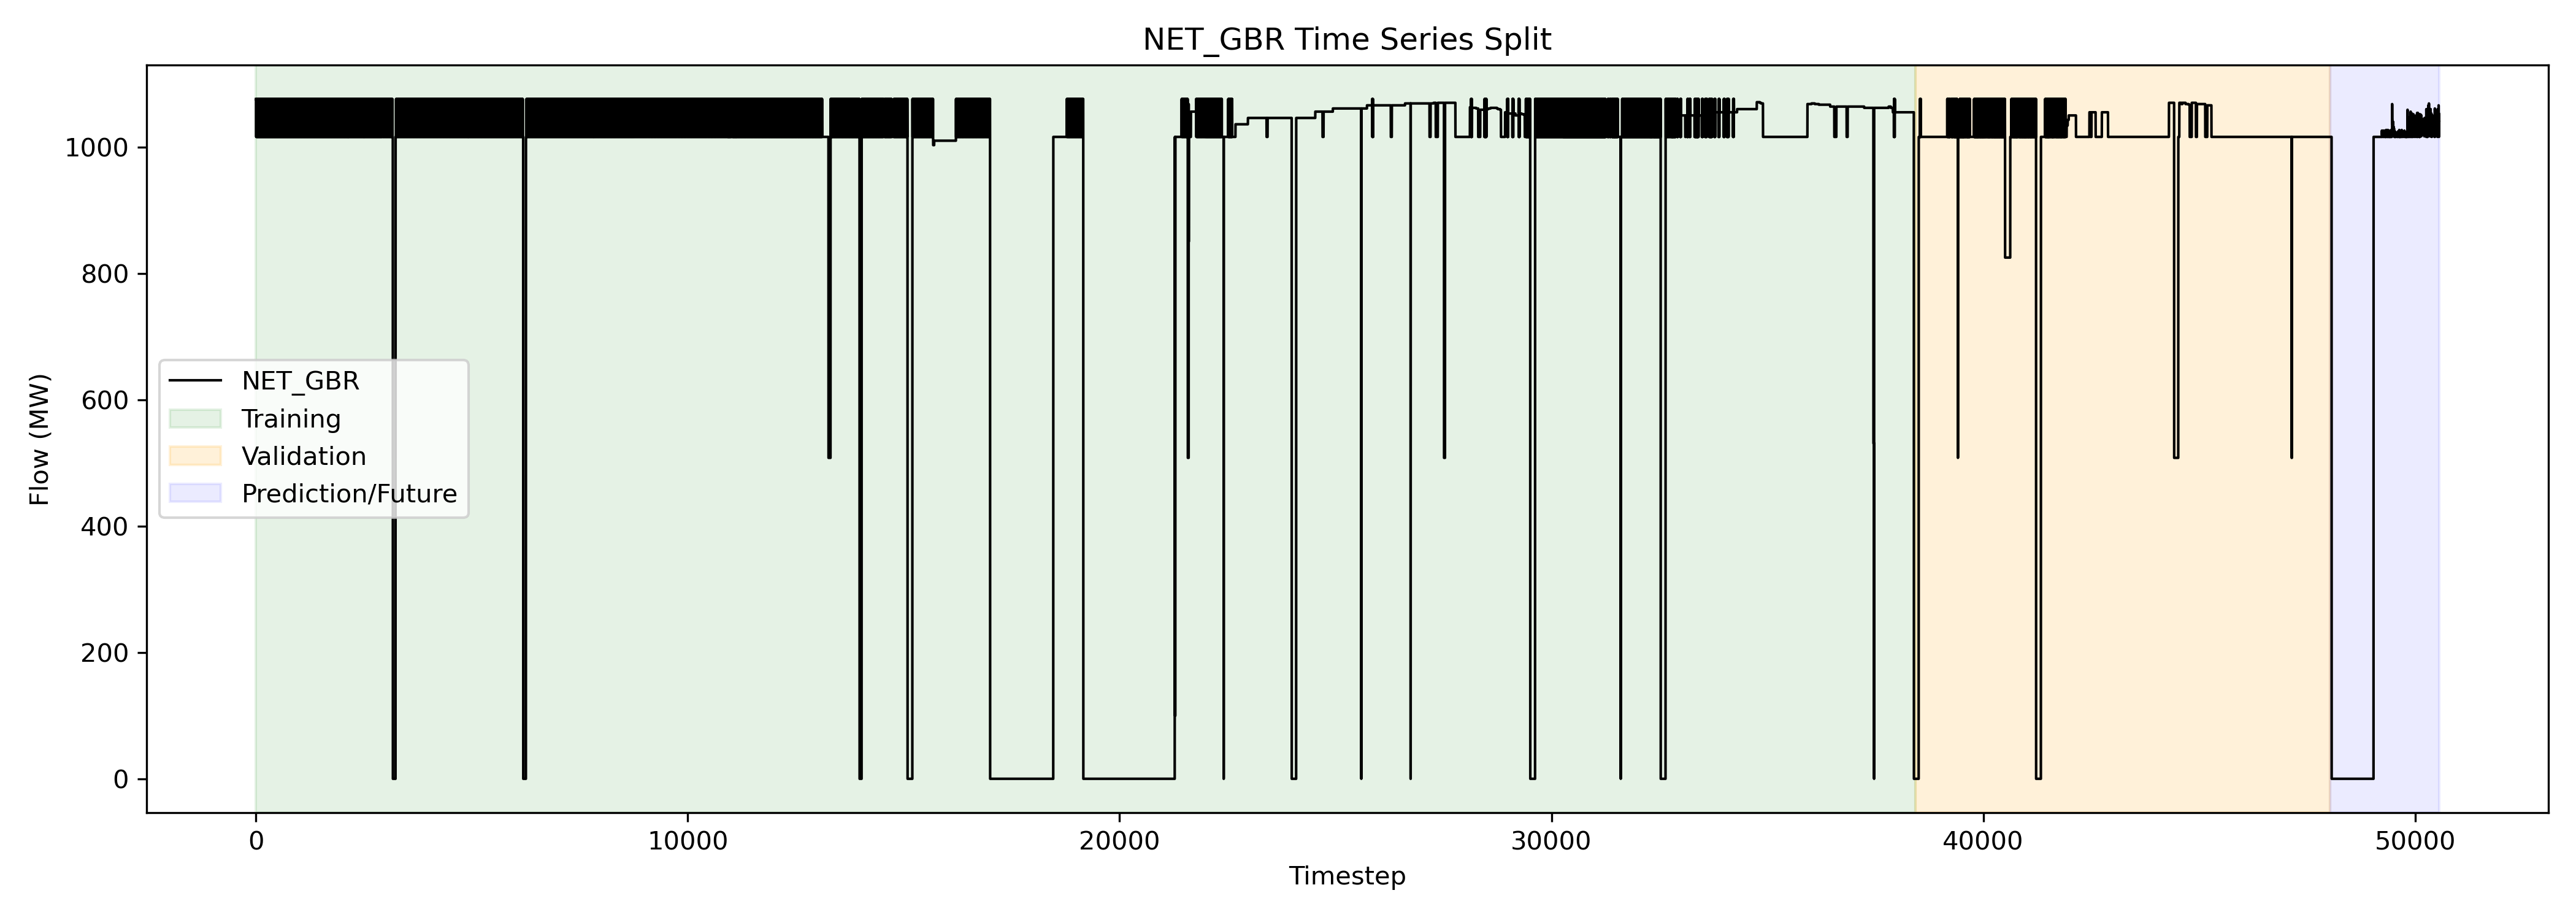 NET_GBR Time Series Split
Flow (MW)
1000
800
600
400
200
0
NET_GBR
Training
Validation
Prediction/Future
0
10000
20000
30000
40000
50000
Timestep